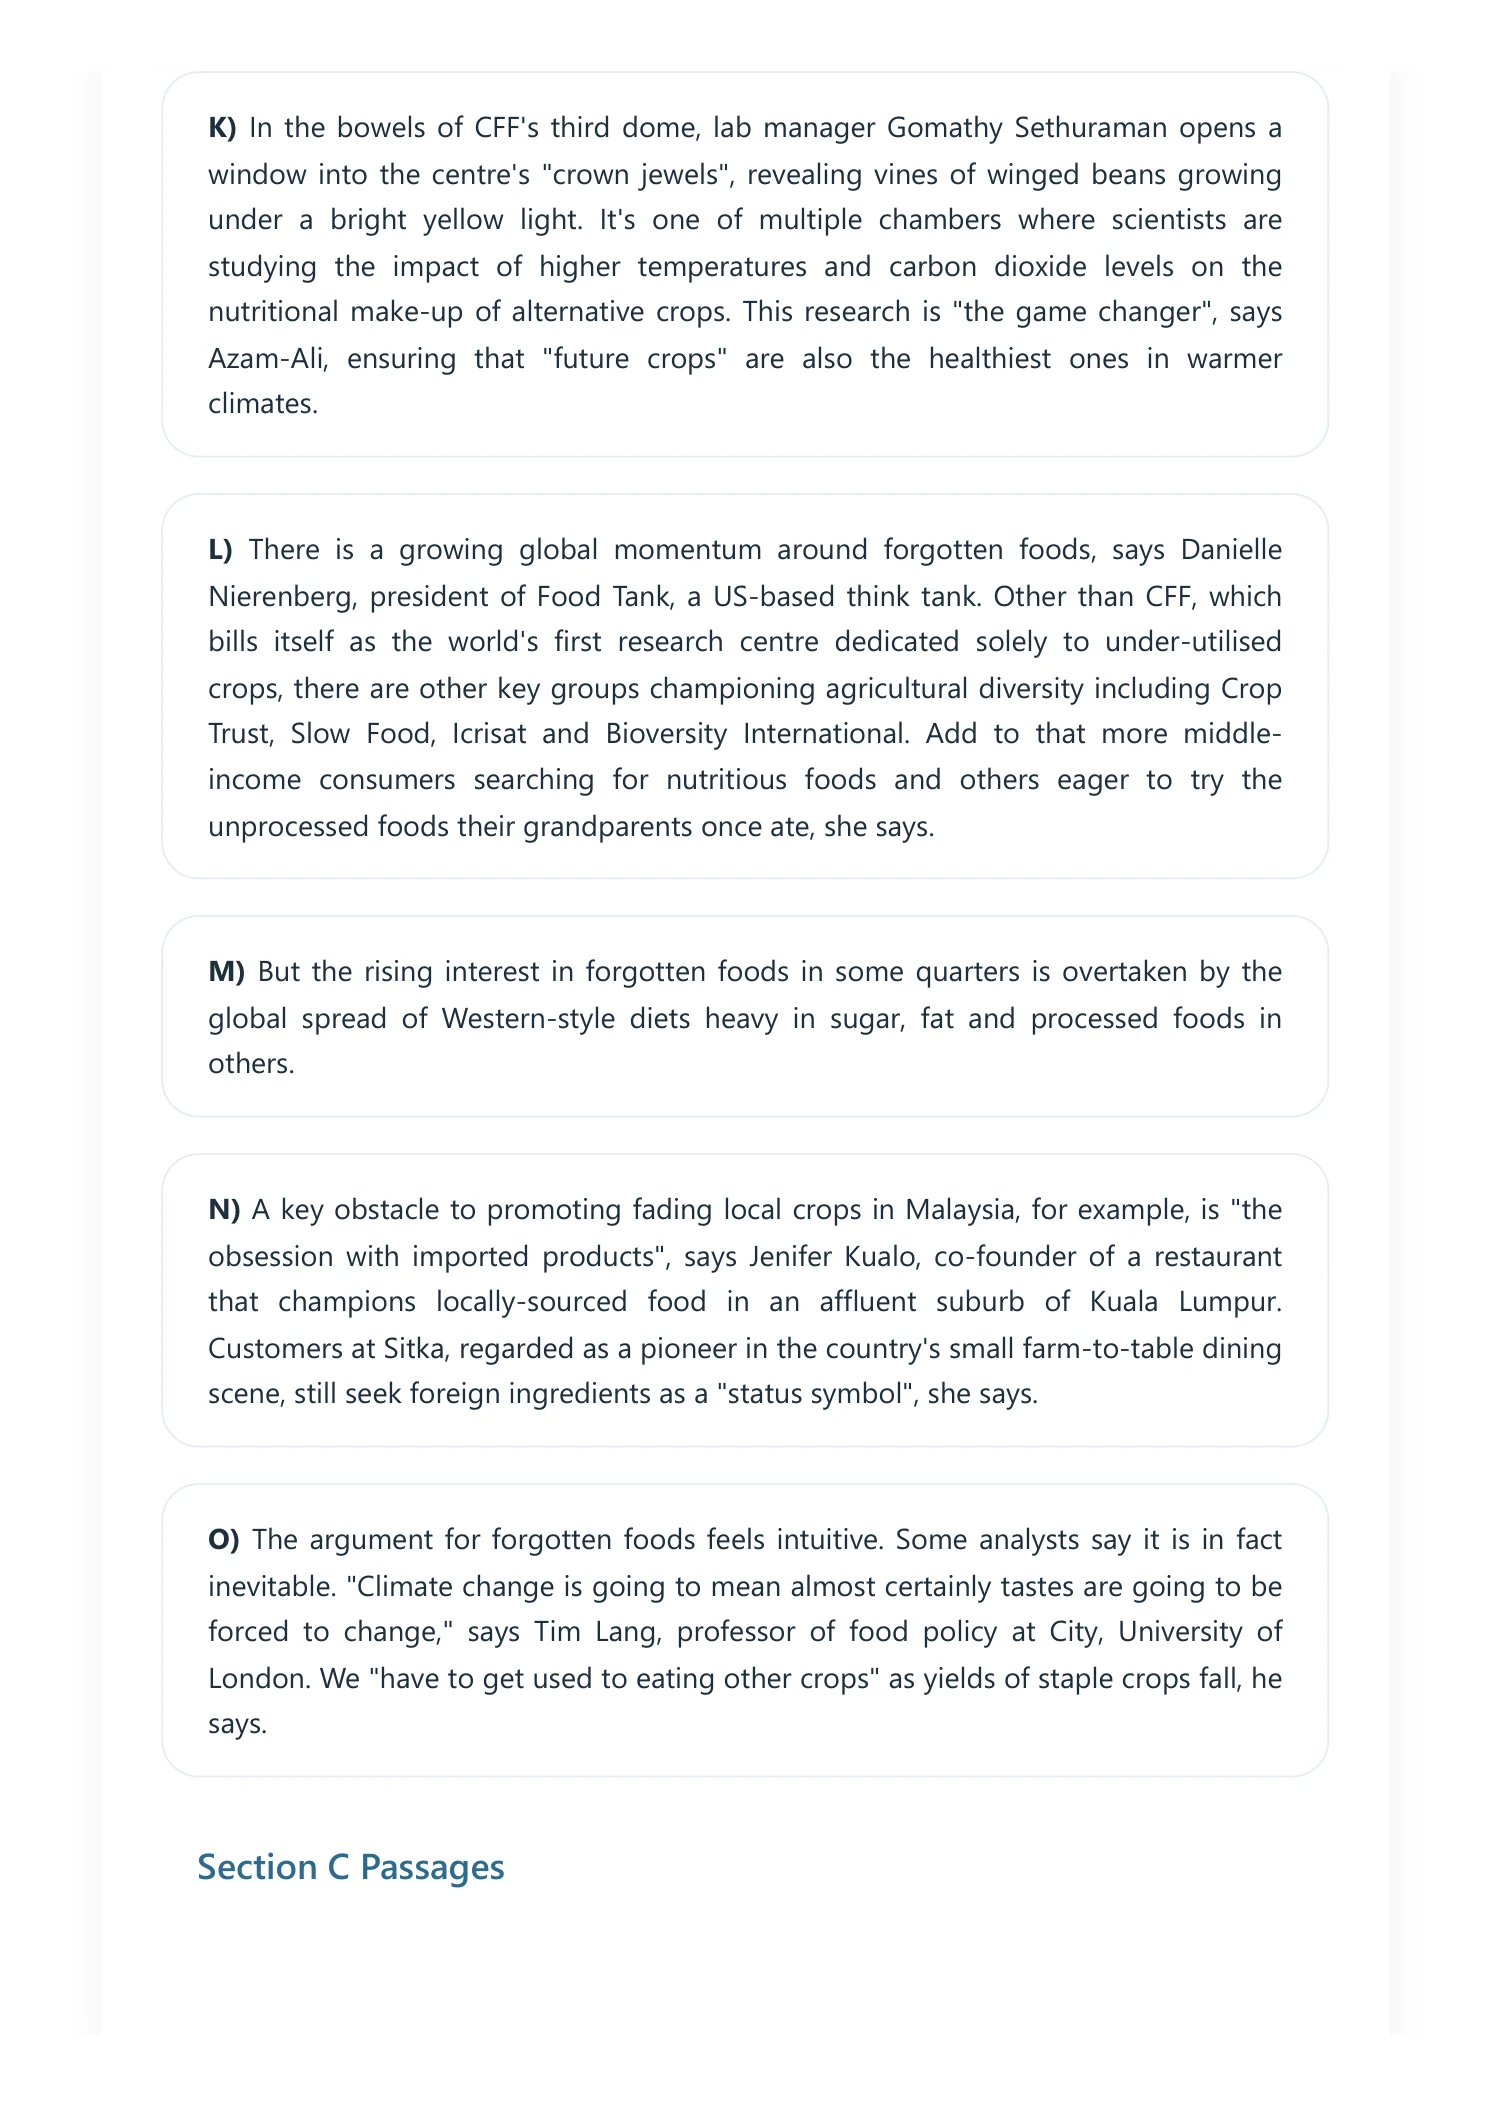 K) In the bowels of CFF's third dome, lab manager Gomathy Sethuraman opens a
window into the centre's "crown jewels", revealing vines of winged beans growing
under a bright yellow light. It's one of multiple chambers where scientists are
studying the impact of higher temperatures and carbon dioxide levels on the
nutritional make-up of alternative crops. This research is "the game changer", says
Azam-Ali, ensuring that "future crops" are also the healthiest ones in warmer
climates.
L) There is a growing global momentum around forgotten foods, says Danielle
Nierenberg, president of Food Tank, a US-based think tank. Other than CFF, which
bills itself as the world's first research centre dedicated solely to under-utilised
crops, there are other key groups championing agricultural diversity including Crop
Trust, Slow Food, Icrisat and Bioversity International. Add to that more middle-
income consumers searching for nutritious foods and others eager to try the
unprocessed foods their grandparents once ate, she says.
M) But the rising interest in forgotten foods in some quarters is overtaken by the
global spread of Western-style diets heavy in sugar, fat and processed foods in
others.
N) A key obstacle to promoting fading local crops in Malaysia, for example, is "the
obsession with imported products", says Jenifer Kualo, co-founder of a restaurant
that champions locally-sourced food in an affluent suburb of Kuala Lumpur.
Customers at Sitka, regarded as a pioneer in the country's small farm-to-table dining
scene, still seek foreign ingredients as a "status symbol", she says.
O) The argument for forgotten foods feels intuitive. Some analysts say it is in fact
inevitable. "Climate change is going to mean almost certainly tastes are going to be
forced to change," says Tim Lang, professor of food policy at City, University of
London. We "have to get used to eating other crops" as yields of staple crops fall, he
says.
Section C Passages